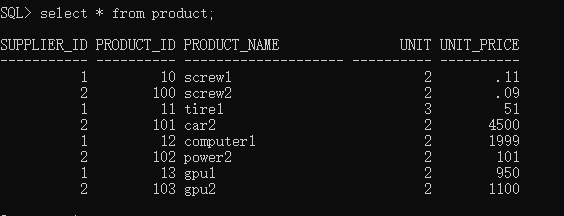 SQL> select * from product;
SUPPLIER_ID PRODUCT_ID PRODUCT_NAME UNIT UNIT_PRICE
----------- ---------- -------------------- ---------- ----------
1 10 screw1 2 .11
2 100 screw2 2 .09
1 11 tire1 3 51
2 101 car2 2 4500
1 12 computer1 2 1999
2 102 power2 2 101
1 13 gpu1 2 950
2 103 gpu2 2 1100